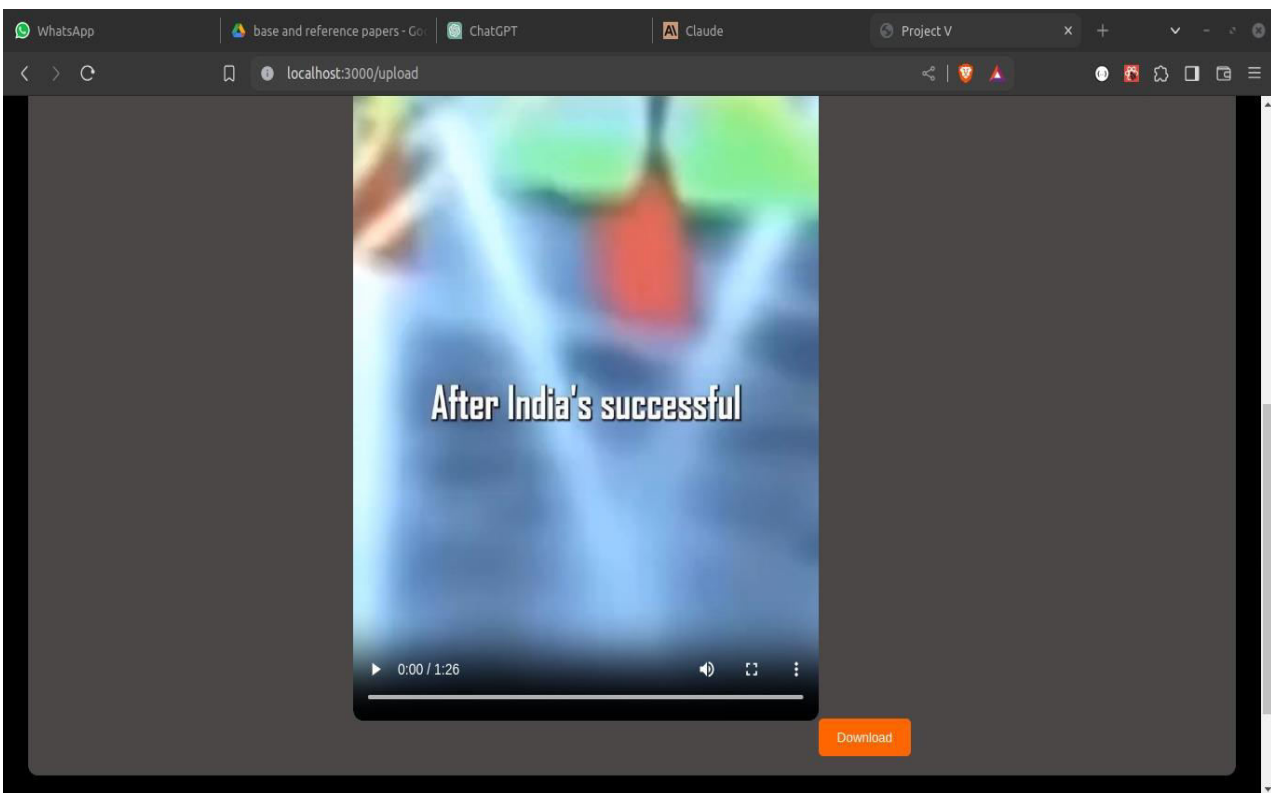 WhatsApp
base and reference papers - Goo
ChatGPT
Claude
Project V
localhost:3000/upload
After India's successful
0:00 / 1:26
Download